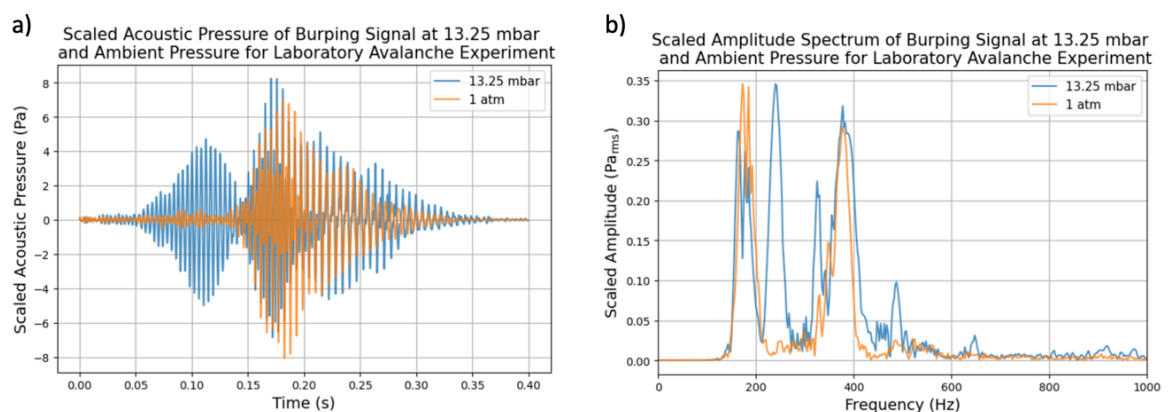 a)
Scaled Acoustic Pressure of Burping Signal at 13.25 mbar
and Ambient Pressure for Laboratory Avalanche Experiment
13.25 mbar
1 atm
Scaled Acoustic Pressure (Pa)
8
6
4
2
0
−2
−4
−6
−8
0.00 0.05 0.10 0.15 0.20 0.25 0.30 0.35 0.40
Time (s)
b)
Scaled Amplitude Spectrum of Burping Signal at 13.25 mbar
and Ambient Pressure for Laboratory Avalanche Experiment
13.25 mbar
1 atm
Scaled Amplitude (Parms)
0.35
0.30
0.25
0.20
0.15
0.10
0.05
0.00
0 200 400 600 800 1000
Frequency (Hz)